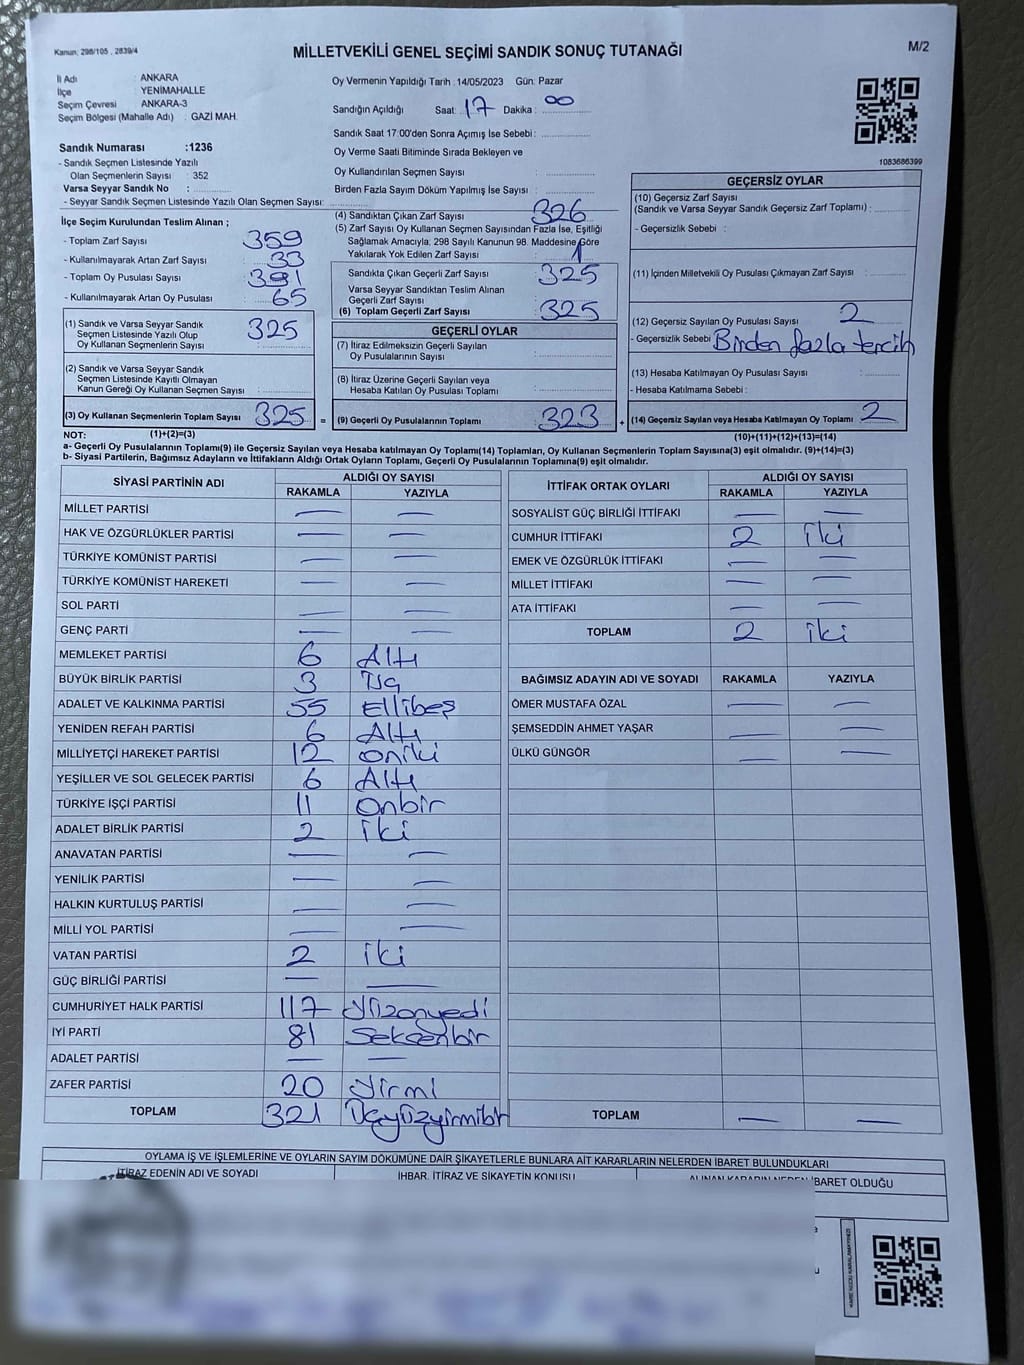 Kanun: 298/105 , 2839/4
MİLLETVEKİLİ GENEL SEÇİMİ SANDIK SONUÇ TUTANAĞI
M/2
İl Adı : ANKARA
İlçe : YENİMAHALLE
Seçim Çevresi : ANKARA-3
Seçim Bölgesi (Mahalle Adı) : GAZİ MAH.
Oy Vermenin Yapıldığı Tarih : 14/05/2023 Gün: Pazar
Sandığın Açıldığı Saat: 17 Dakika : 00
Sandık Saat 17:00'den Sonra Açımış İse Sebebi :
Oy Verme Saati Bitiminde Sırada Bekleyen ve
Oy Kullandırılan Seçmen Sayısı :
Birden Fazla Sayım Döküm Yapılmış İse Sayısı :
1083686399
Sandık Numarası :1236
- Sandık Seçmen Listesinde Yazılı
Olan Seçmenlerin Sayısı : 352
Varsa Seyyar Sandık No :
- Seyyar Sandık Seçmen Listesinde Yazılı Olan Seçmen Sayısı:
İlçe Seçim Kurulundan Teslim Alınan ;
- Toplam Zarf Sayısı : 359
- Kullanılmayarak Artan Zarf Sayısı : 33
- Toplam Oy Pusulası Sayısı :
- Kullanılmayarak Artan Oy Pusulası : 65
(1) Sandık ve Varsa Seyyar Sandık
Seçmen Listesinde Yazılı Olup
Oy Kullanan Seçmenlerin Sayısı : 325
(2) Sandık ve Varsa Seyyar Sandık
Seçmen Listesinde Kayıtlı Olmayan
Kanun Gereği Oy Kullanan Seçmen Sayısı :
(3) Oy Kullanan Seçmenlerin Toplam Sayısı : 325 =
(4) Sandıktan Çıkan Zarf Sayısı : 326
(5) Zarf Sayısı Oy Kullanan Seçmen Sayısından Fazla İse, Eşitliği
Sağlamak Amacıyla; 298 Sayılı Kanunun 98. Maddesine Göre
Yakılarak Yok Edilen Zarf Sayısı : 1
Sandıkta Çıkan Geçerli Zarf Sayısı : 325
Varsa Seyyar Sandıktan Teslim Alınan
Geçerli Zarf Sayısı :
(6) Toplam Geçerli Zarf Sayısı : 325
GEÇERLİ OYLAR
(7) İtiraz Edilmeksizin Geçerli Sayılan
Oy Pusulalarının Sayısı :
(8) İtiraz Üzerine Geçerli Sayılan veya
Hesaba Katılan Oy Pusulası Toplamı :
(9) Geçerli Oy Pusulalarının Toplamı : 323 +
GEÇERSİZ OYLAR
(10) Geçersiz Zarf Sayısı
(Sandık ve Varsa Seyyar Sandık Geçersiz Zarf Toplamı) :
- Geçersizlik Sebebi :
(11) İçinden Milletvekili Oy Pusulası Çıkmayan Zarf Sayısı :
(12) Geçersiz Sayılan Oy Pusulası Sayısı : 2
- Geçersizlik Sebebi : Birden fazla tercih
(13) Hesaba Katılmayan Oy Pusulası Sayısı :
- Hesaba Katılmama Sebebi :
(14) Geçersiz Sayılan veya Hesaba Katılmayan Oy Toplamı : 2
NOT: (1)+(2)=(3)
(10)+(11)+(12)+(13)=(14)
a- Geçerli Oy Pusulalarının Toplamı(9) ile Geçersiz Sayılan veya Hesaba katılmayan Oy Toplamı(14) Toplamları, Oy Kullanan Seçmenlerin Toplam Sayısına(3) eşit olmalıdır. (9)+(14)=(3)
b- Siyasi Partilerin, Bağımsız Adayların ve İttifakların Aldığı Ortak Oyların Toplamı, Geçerli Oy Pusulalarının Toplamına(9) eşit olmalıdır.
SİYASİ PARTİNİN ADI ALDIĞI OY SAYISI
RAKAMLA YAZIYLA
MİLLET PARTİSİ — —
HAK VE ÖZGÜRLÜKLER PARTİSİ — —
TÜRKİYE KOMÜNİST PARTİSİ — —
TÜRKİYE KOMÜNİST HAREKETİ — —
SOL PARTİ — —
GENÇ PARTİ — —
MEMLEKET PARTİSİ 6 Altı
BÜYÜK BİRLİK PARTİSİ 3 Üç
ADALET VE KALKINMA PARTİSİ 55 Ellibeş
YENİDEN REFAH PARTİSİ 6 Altı
MİLLİYETÇİ HAREKET PARTİSİ 12 Oniki
YEŞİLLER VE SOL GELECEK PARTİSİ 6 Altı
TÜRKİYE İŞÇİ PARTİSİ 11 Onbir
ADALET BİRLİK PARTİSİ 2 iki
ANAVATAN PARTİSİ — —
YENİLİK PARTİSİ — —
HALKIN KURTULUŞ PARTİSİ — —
MİLLİ YOL PARTİSİ — —
VATAN PARTİSİ 2 iki
GÜÇ BİRLİĞİ PARTİSİ — —
CUMHURİYET HALK PARTİSİ 117 Yüzonyedi
İYİ PARTİ 81 Seksenbir
ADALET PARTİSİ — —
ZAFER PARTİSİ 20 Yirmi
TOPLAM 321 Üçyüzyirmibir
İTTİFAK ORTAK OYLARI ALDIĞI OY SAYISI
RAKAMLA YAZIYLA
SOSYALİST GÜÇ BİRLİĞİ İTTİFAKI — —
CUMHUR İTTİFAKI 2 iki
EMEK VE ÖZGÜRLÜK İTTİFAKI — —
MİLLET İTTİFAKI — —
ATA İTTİFAKI — —
TOPLAM 2 iki
BAĞIMSIZ ADAYIN ADI VE SOYADI RAKAMLA YAZIYLA
ÖMER MUSTAFA ÖZAL — —
ŞEMSEDDİN AHMET YAŞAR — —
ÜLKÜ GÜNGÖR — —
TOPLAM — —
OYLAMA İŞ VE İŞLEMLERİNE VE OYLARIN SAYIM DÖKÜMÜNE DAİR ŞİKAYETLERLE BUNLARA AİT KARARLARIN NELERDEN İBARET BULUNDUKLARI
İTİRAZ EDENİN ADI VE SOYADI İHBAR, İTİRAZ VE ŞİKAYETİN KONUSU ALINAN KARARIN NEDEN İBARET OLDUĞU